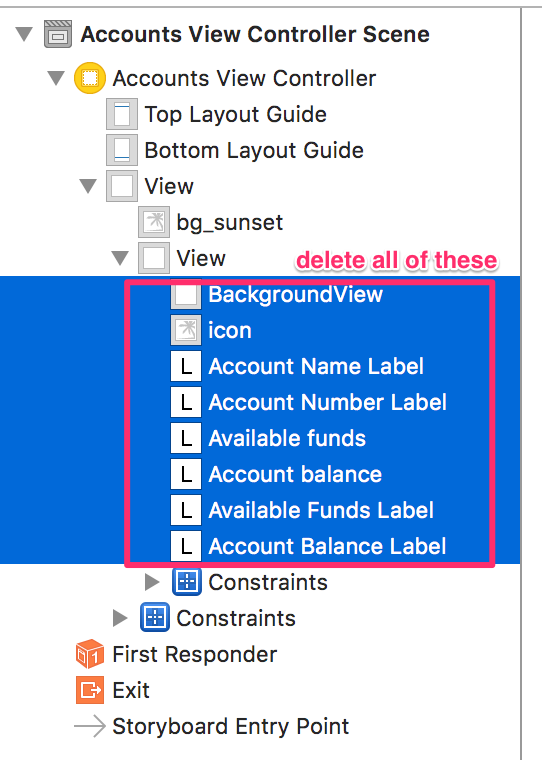 Accounts View Controller Scene
Accounts View Controller
Top Layout Guide
Bottom Layout Guide
View
bg_sunset
View
delete all of these
BackgroundView
icon
L Account Name Label
L Account Number Label
L Available funds
L Account balance
L Available Funds Label
L Account Balance Label
Constraints
Constraints
1 First Responder
Exit
Storyboard Entry Point